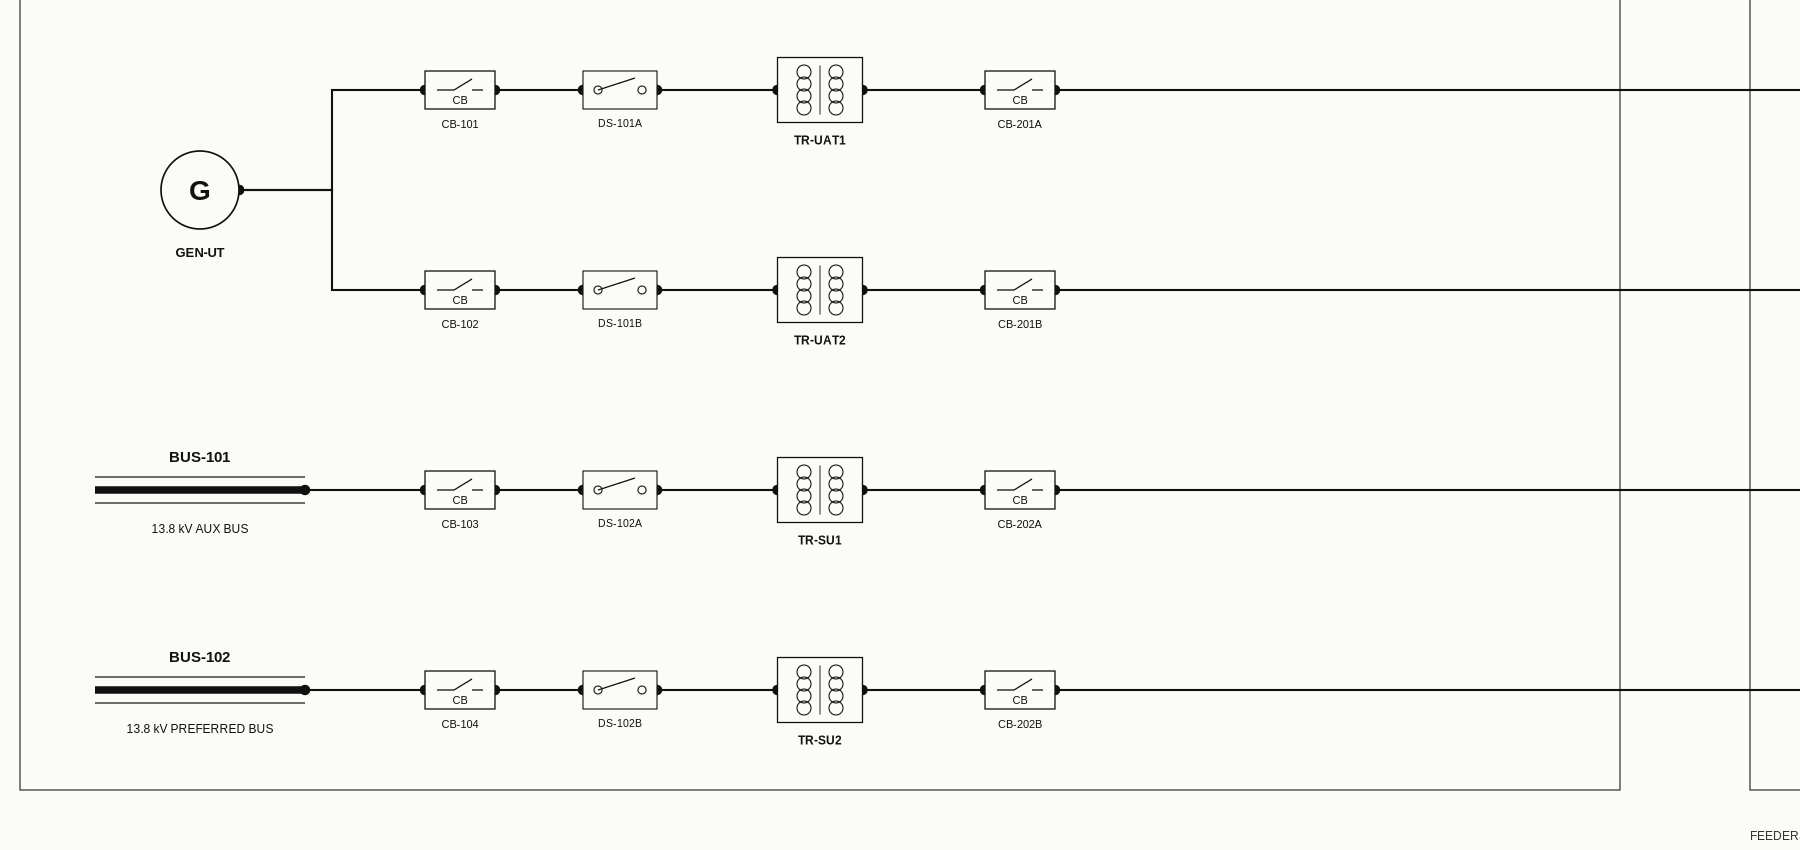 CB
CB
CB-101
DS-101A
CB-201A
TR-UAT1
G
GEN-UT
CB
CB
CB-102
DS-101B
CB-201B
TR-UAT2
BUS-101
CB
CB
13.8 kV AUX BUS
CB-103
DS-102A
CB-202A
TR-SU1
BUS-102
CB
CB
13.8 kV PREFERRED BUS
CB-104
DS-102B
CB-202B
TR-SU2
FEEDER